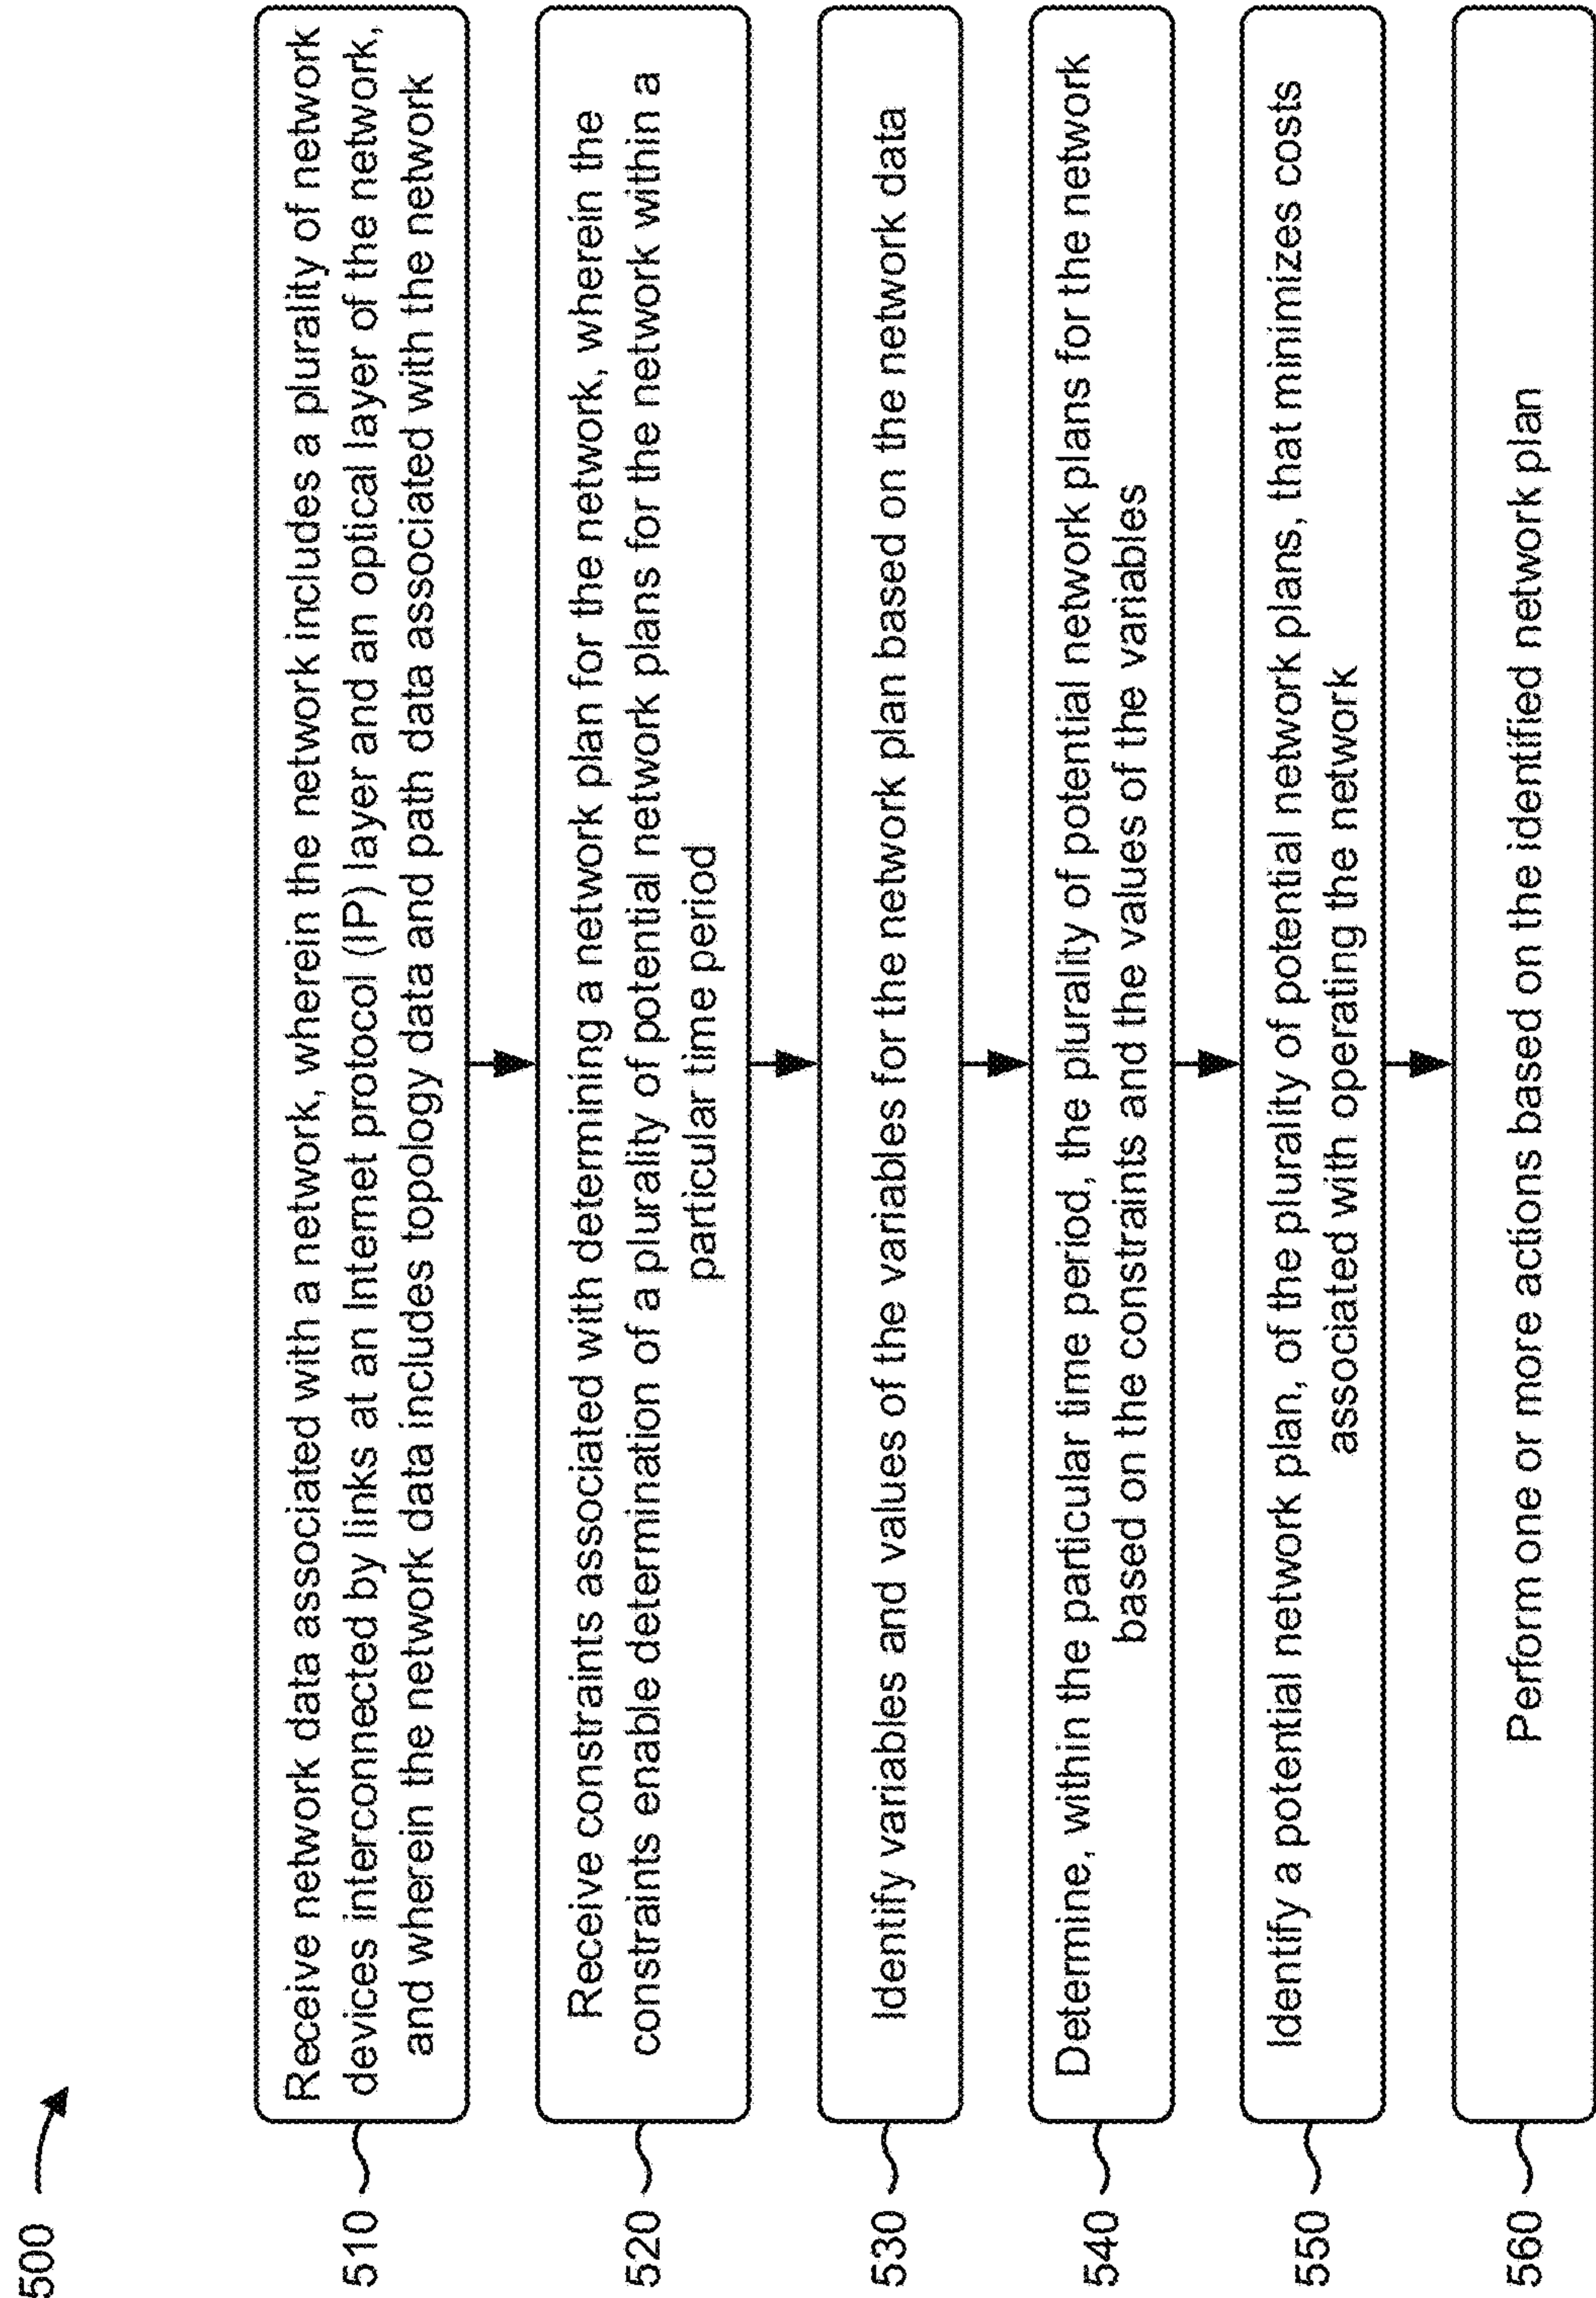 500
510
Receive network data associated with a network, wherein the network includes a plurality of network
devices interconnected by links at an Internet protocol (IP) layer and an optical layer of the network,
and wherein the network data includes topology data and path data associated with the network
520
Receive constraints associated with determining a network plan for the network, wherein the
constraints enable determination of a plurality of potential network plans for the network within a
particular time period
530
Identify variables and values of the variables for the network plan based on the network data
540
Determine, within the particular time period, the plurality of potential network plans for the network
based on the constraints and the values of the variables
550
Identify a potential network plan, of the plurality of potential network plans, that minimizes costs
associated with operating the network
560
Perform one or more actions based on the identified network plan